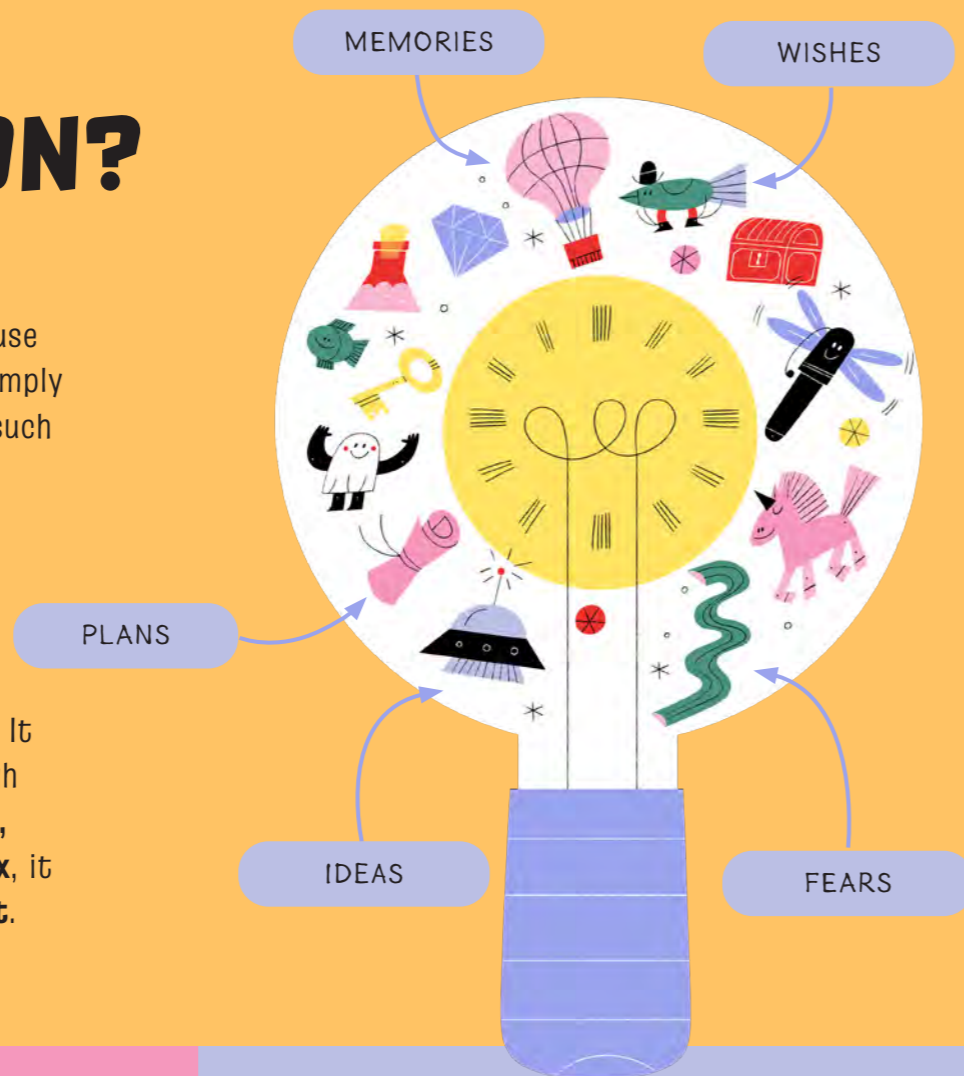 ON?
use
mply
such
It
h
,
x, it
t.
MEMORIES
WISHES
PLANS
IDEAS
FEARS